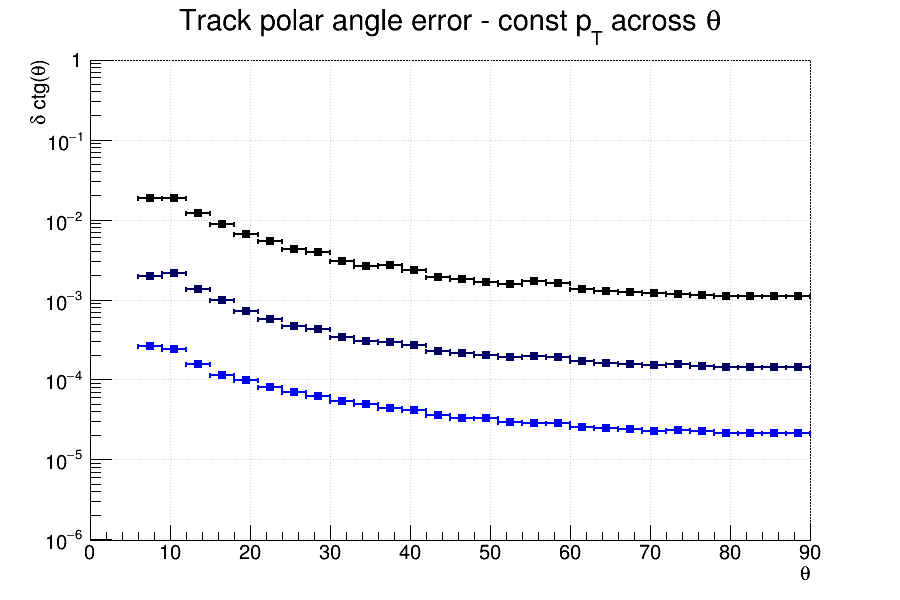 Track polar angle error - const p_T across θ
δ ctg(θ)
1
10⁻¹
10⁻²
10⁻³
10⁻⁴
10⁻⁵
10⁻⁶
0 10 20 30 40 50 60 70 80 90
θ